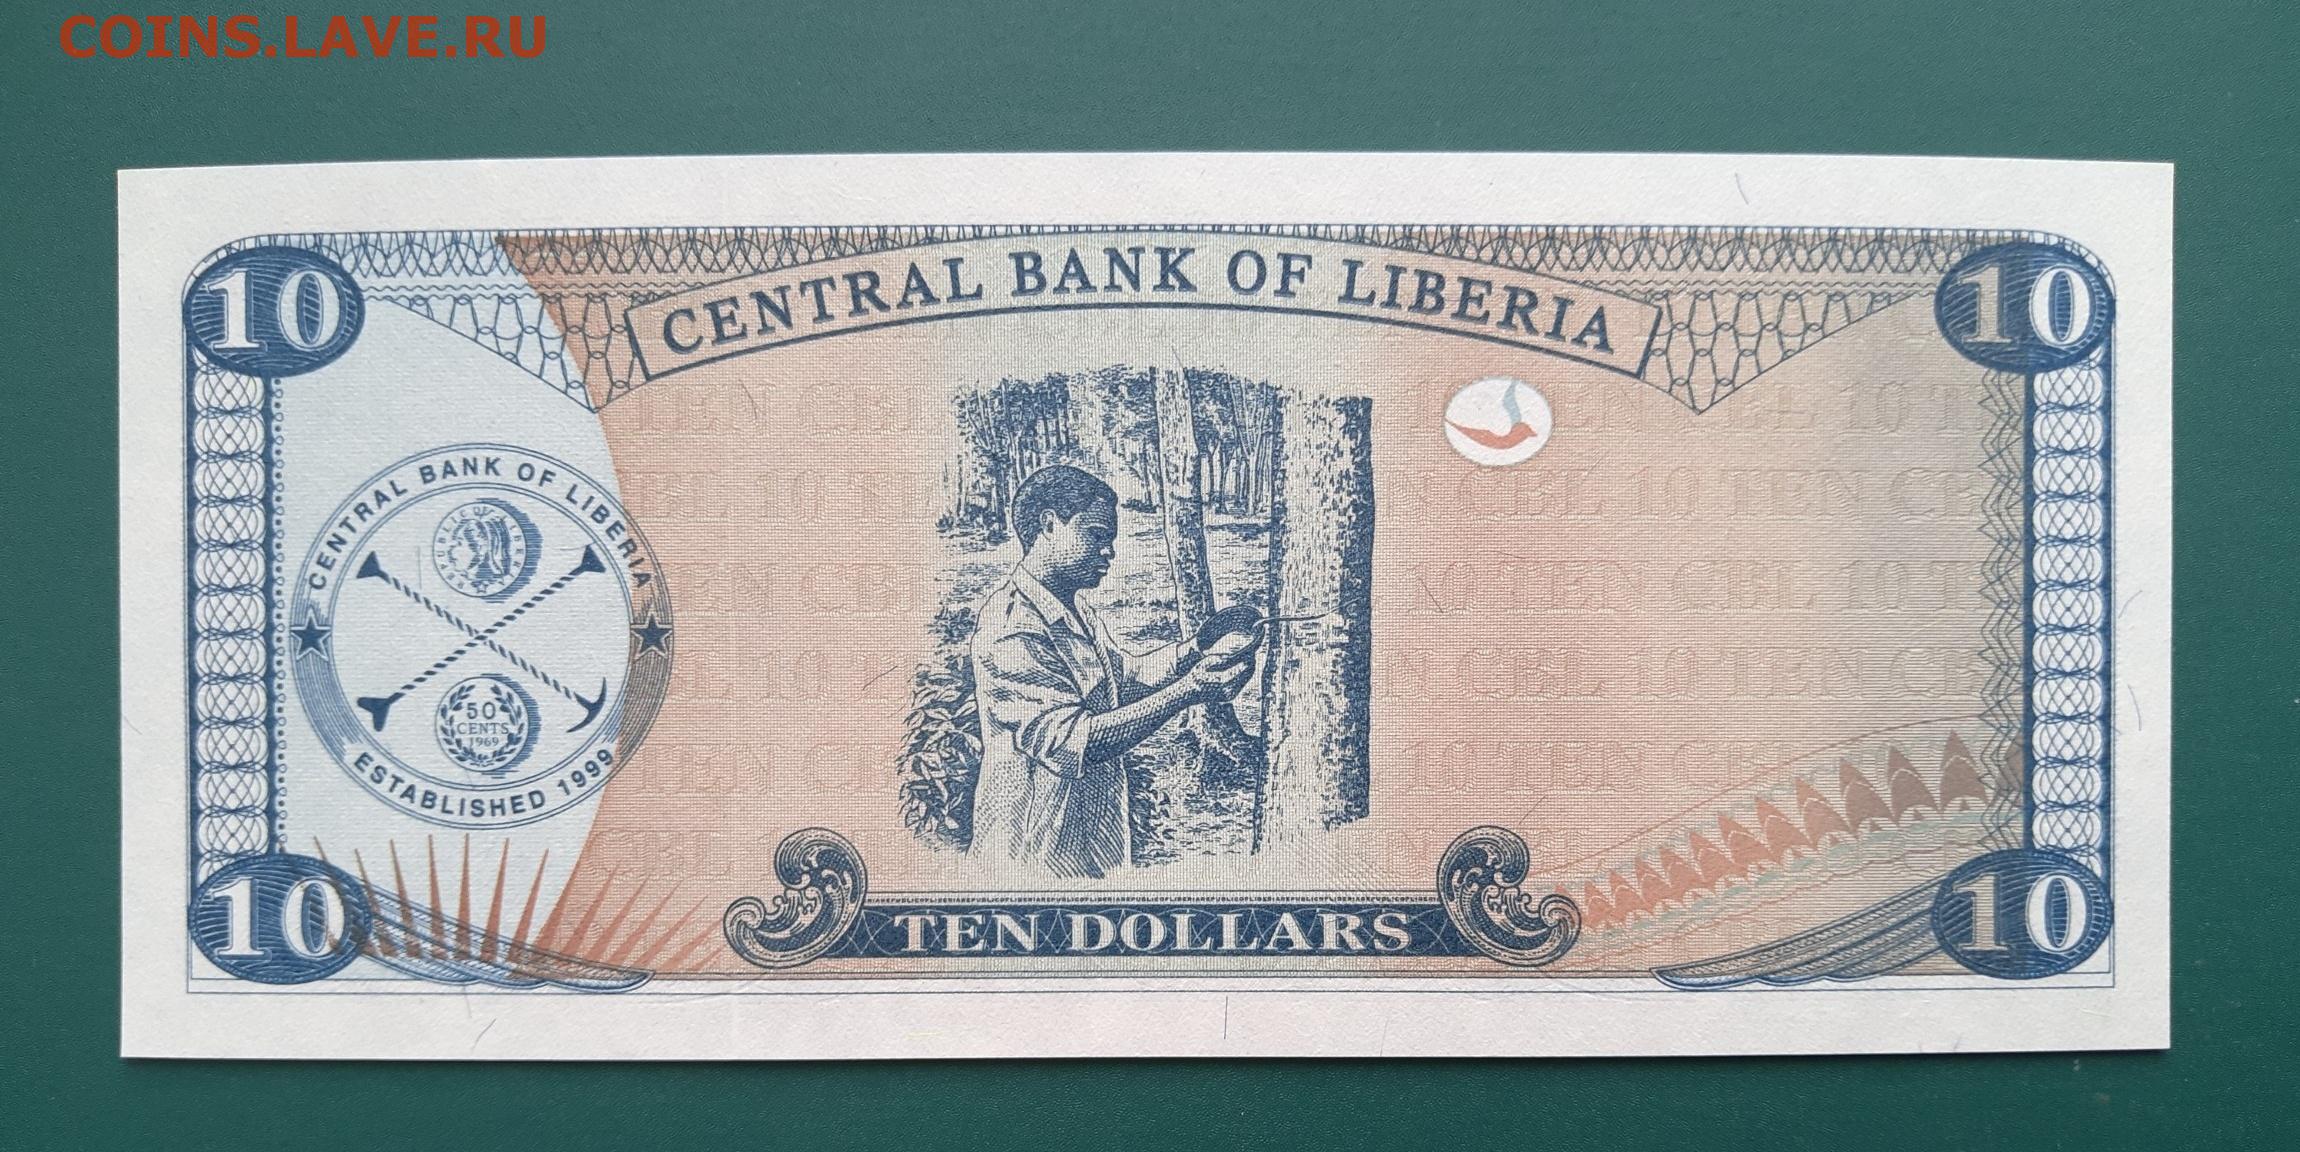 COINS.LAVE.RU
10
CENTRAL BANK OF LIBERIA
10
CENTRAL BANK OF LIBERIA
50
CENTS
1969
ESTABLISHED 1999
10
TEN DOLLARS
10